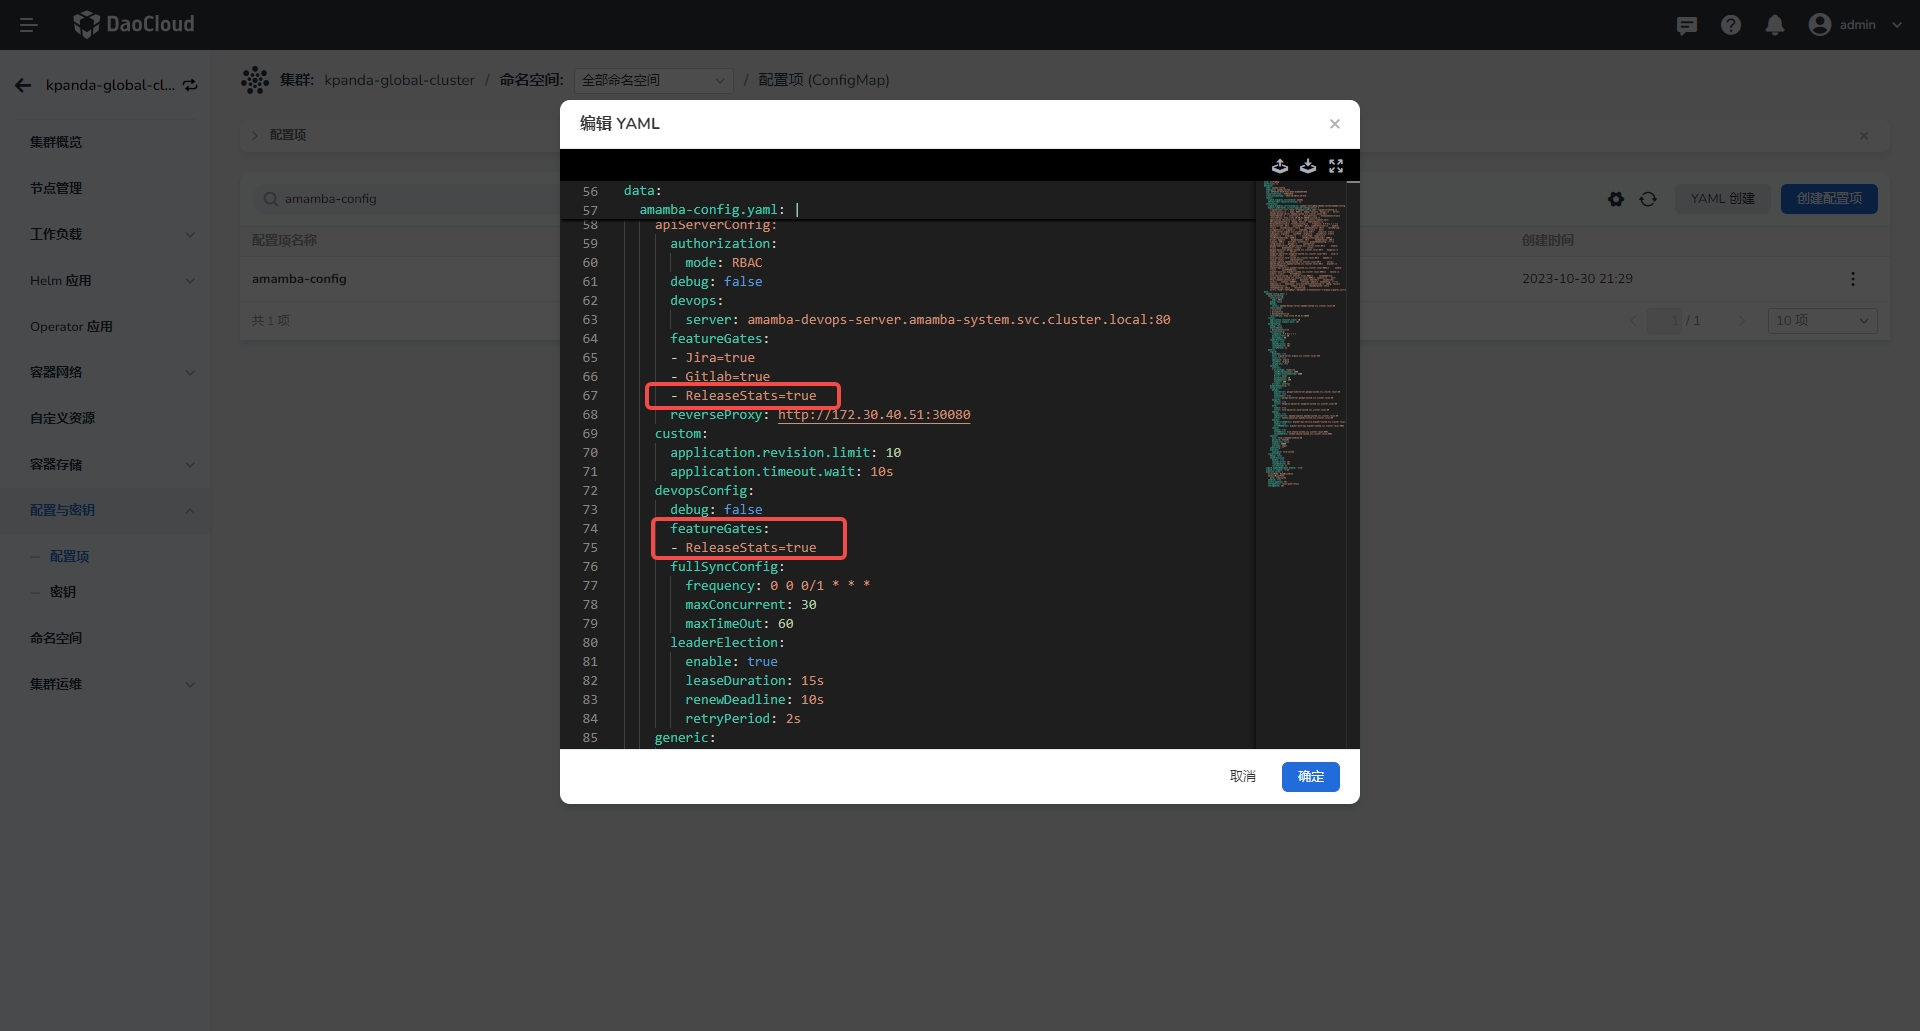 DaoCloud
admin
kpanda-global-cl...
集群: kpanda-global-cluster / 命名空间: 全部命名空间 / 配置项 (ConfigMap)
集群概览
节点管理
工作负载
Helm 应用
Operator 应用
容器网络
自定义资源
容器存储
配置与密钥
配置项
密钥
命名空间
集群运维
配置项
amamba-config
YAML 创建
创建配置项
配置项名称
创建时间
amamba-config
2023-10-30 21:29
共 1 项
1 / 1
10 项
编辑 YAML
56 data:
57 amamba-config.yaml: |
58 apiServerConfig:
59 authorization:
60 mode: RBAC
61 debug: false
62 devops:
63 server: amamba-devops-server.amamba-system.svc.cluster.local:80
64 featureGates:
65 - Jira=true
66 - Gitlab=true
67 - ReleaseStats=true
68 reverseProxy: http://172.30.40.51:30080
69 custom:
70 application.revision.limit: 10
71 application.timeout.wait: 10s
72 devopsConfig:
73 debug: false
74 featureGates:
75 - ReleaseStats=true
76 fullSyncConfig:
77 frequency: 0 0 0/1 * * *
78 maxConcurrent: 30
79 maxTimeOut: 60
80 leaderElection:
81 enable: true
82 leaseDuration: 15s
83 renewDeadline: 10s
84 retryPeriod: 2s
85 generic:
取消
确定